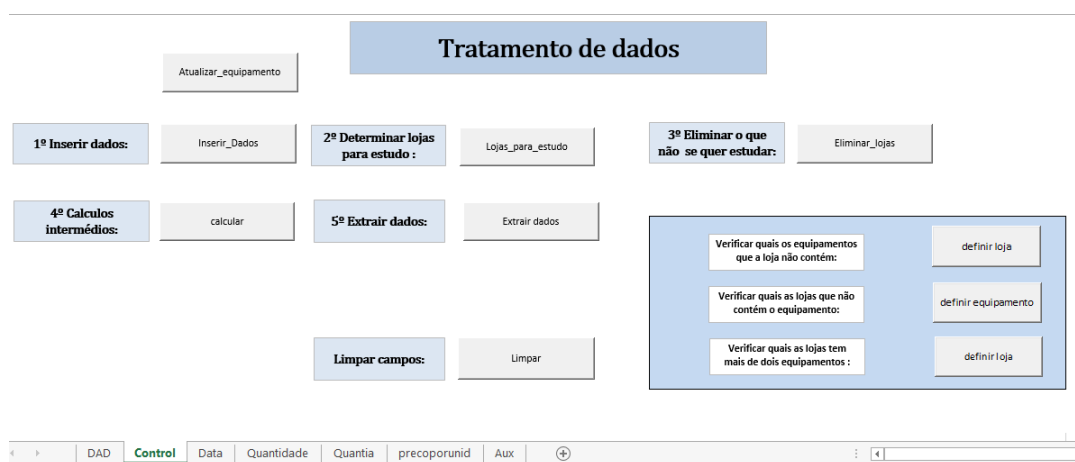 Tratamento de dados
Atualizar_equipamento
1º Inserir dados:
Inserir_Dados
2º Determinar lojas
para estudo :
Lojas_para_estudo
3º Eliminar o que
não se quer estudar:
Eliminar_lojas
4º Calculos
intermédios:
calcular
5º Extrair dados:
Extrair dados
Verificar quais os equipamentos
que a loja não contém:
definir loja
Verificar quais as lojas que não
contém o equipamento:
definir equipamento
Verificar quais as lojas tem
mais de dois equipamentos :
definir loja
Limpar campos:
Limpar
DAD Control Data Quantidade Quantia precoporunid Aux